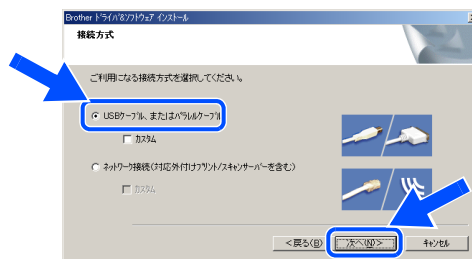 Brother ﾄﾞﾗｲﾊﾞ&ｿﾌﾄｳｪｱ ｲﾝｽﾄｰﾙ
接続方式
ご利用になる接続方式を選択してください。
USBｹｰﾌﾞﾙ、またはﾊﾟﾗﾚﾙｹｰﾌﾞﾙ
ｶｽﾀﾑ
ﾈｯﾄﾜｰｸ接続(対応外付けﾌﾟﾘﾝﾄ/ｽｷｬﾝｻｰﾊﾞｰを含む)
ｶｽﾀﾑ
<戻る(B) 次へ(N)> ｷｬﾝｾﾙ